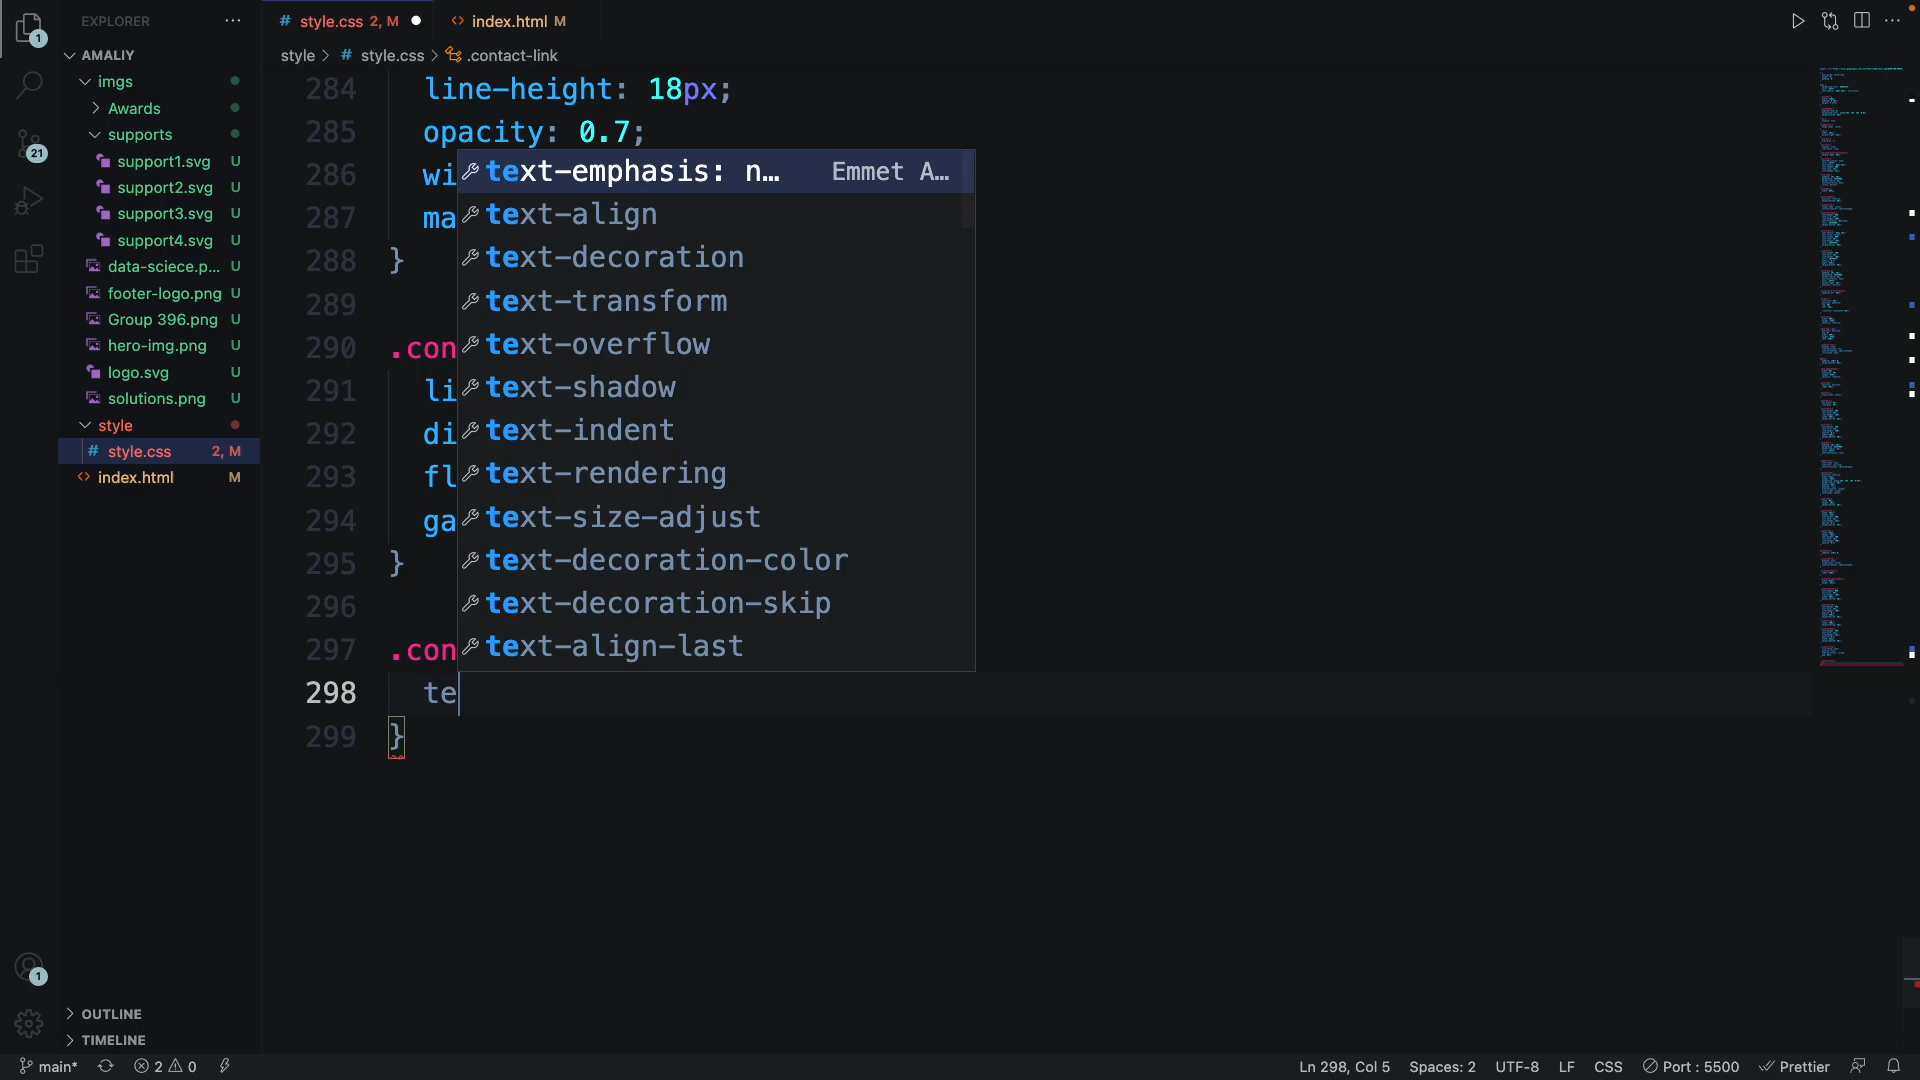 EXPLORER
AMALIY
imgs
Awards
supports
support1.svg U
support2.svg U
support3.svg U
support4.svg U
data-sciece.p... U
footer-logo.png U
Group 396.png U
hero-img.png U
logo.svg U
solutions.png U
style
# style.css 2, M
index.html M
OUTLINE
TIMELINE
1
21
1
# style.css 2, M
<> index.html M
style > # style.css > .contact-link
284 line-height: 18px;
285 opacity: 0.7;
286 wi
287 ma
288 }
289
290 .con
291 li
292 di
293 fl
294 ga
295 }
296
297 .con
298 te
299 }
text-emphasis: n... Emmet A...
text-align
text-decoration
text-transform
text-overflow
text-shadow
text-indent
text-rendering
text-size-adjust
text-decoration-color
text-decoration-skip
text-align-last
main* 2 0 Ln 298, Col 5 Spaces: 2 UTF-8 LF CSS Port : 5500 Prettier